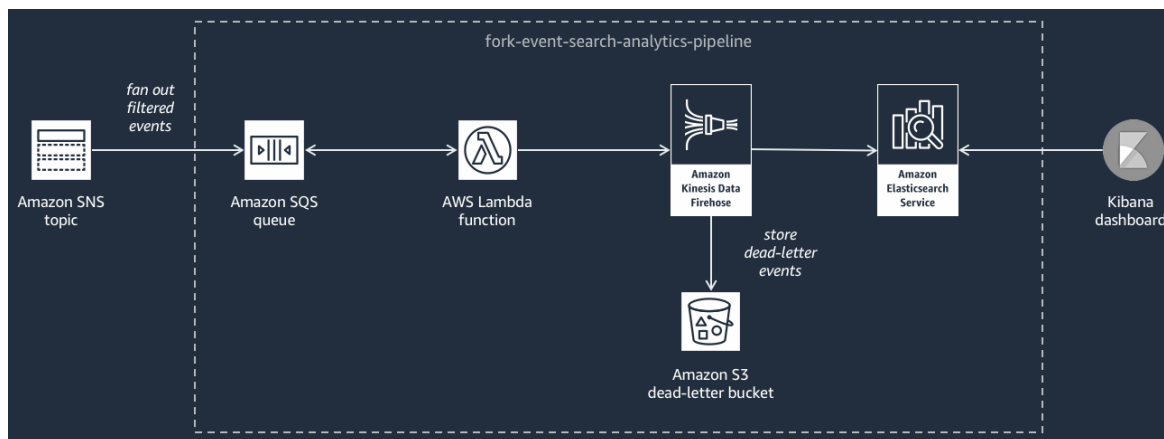 fork-event-search-analytics-pipeline
fan out
filtered
events
Amazon SNS
topic
Amazon SQS
queue
AWS Lambda
function
Amazon
Kinesis Data
Firehose
Amazon
Elasticsearch
Service
Kibana
dashboard
store
dead-letter
events
Amazon S3
dead-letter bucket